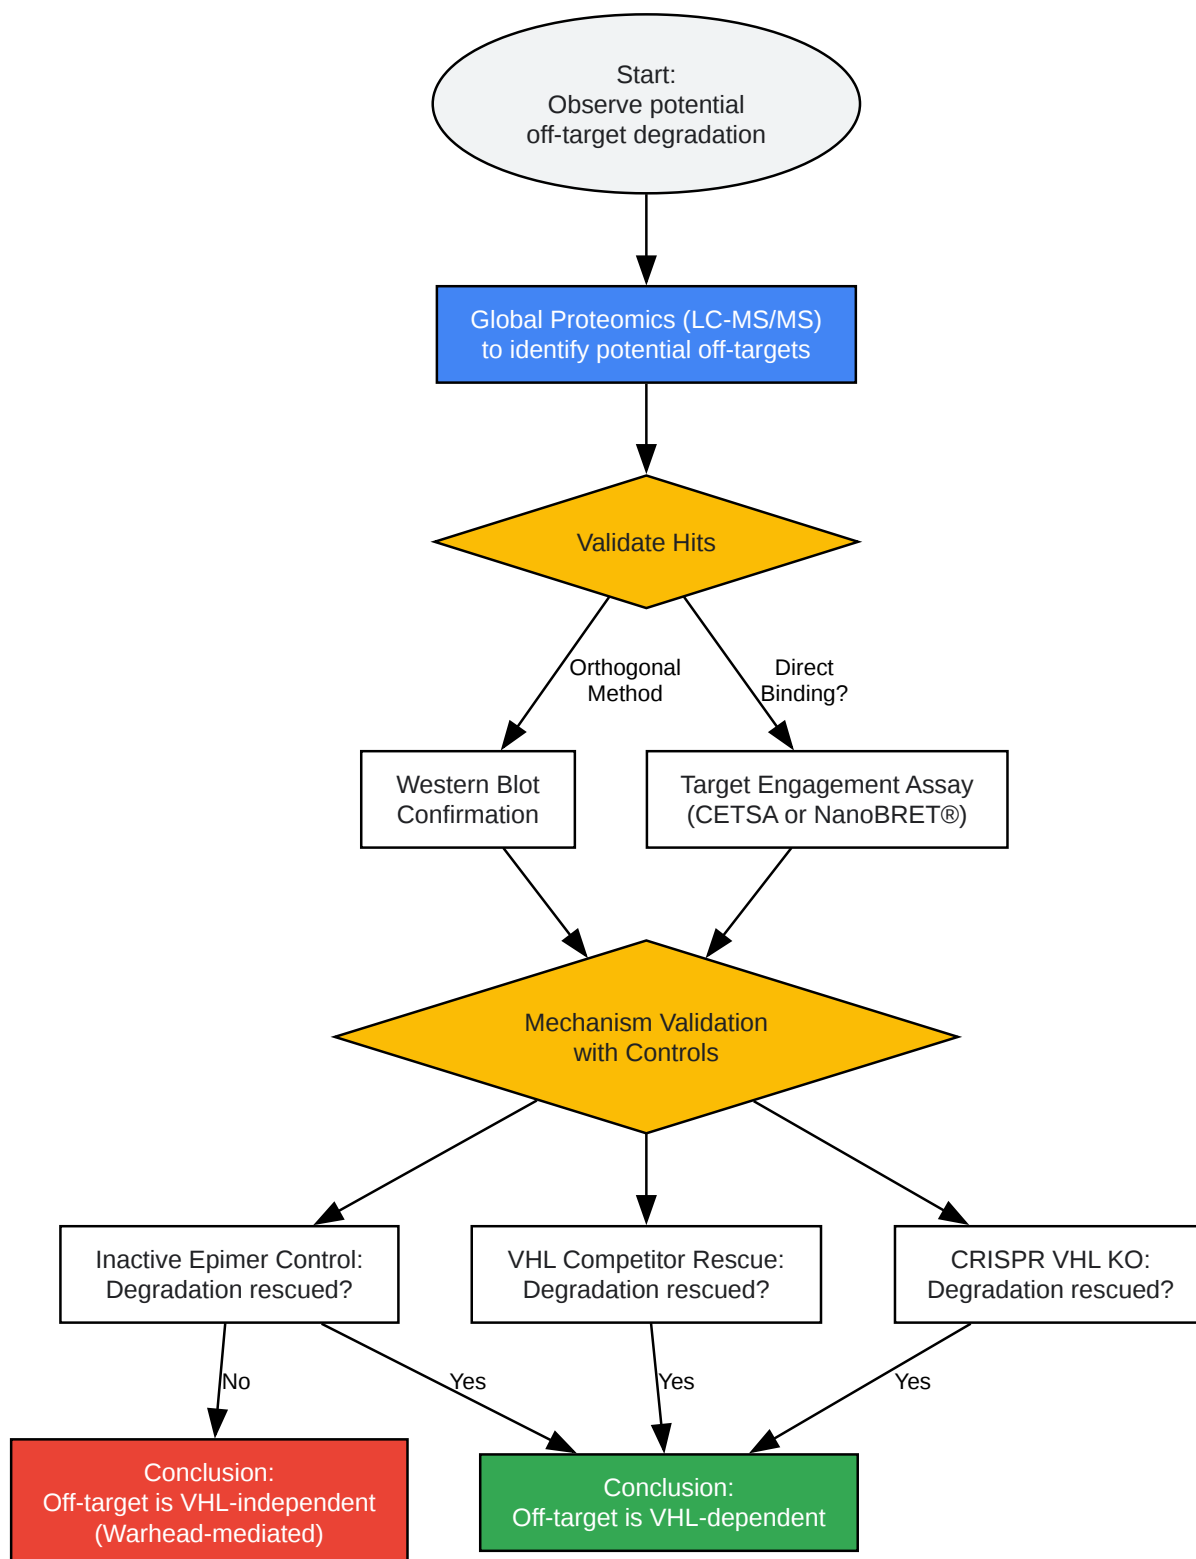 Start:
Observe potential
off-target degradation
Global Proteomics (LC-MS/MS)
to identify potential off-targets
Validate Hits
Orthogonal
Method
Direct
Binding?
Western Blot
Confirmation
Target Engagement Assay
(CETSA or NanoBRET®)
Mechanism Validation
with Controls
Inactive Epimer Control:
Degradation rescued?
VHL Competitor Rescue:
Degradation rescued?
CRISPR VHL KO:
Degradation rescued?
No
Yes
Yes
Yes
Conclusion:
Off-target is VHL-independent
(Warhead-mediated)
Conclusion:
Off-target is VHL-dependent